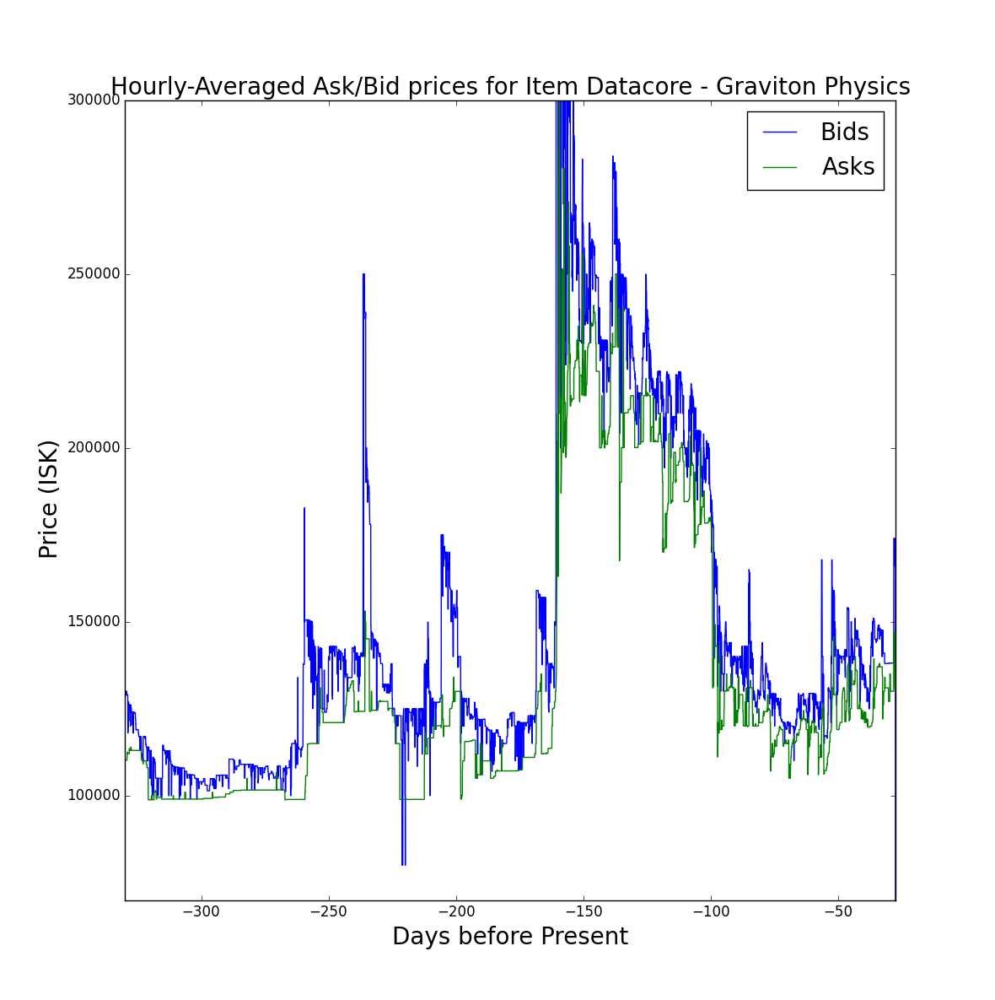 Hourly-Averaged Ask/Bid prices for Item Datacore - Graviton Physics
300000
250000
200000
150000
100000
Price (ISK)
Bids
Asks
−300
−250
−200
−150
−100
−50
Days before Present